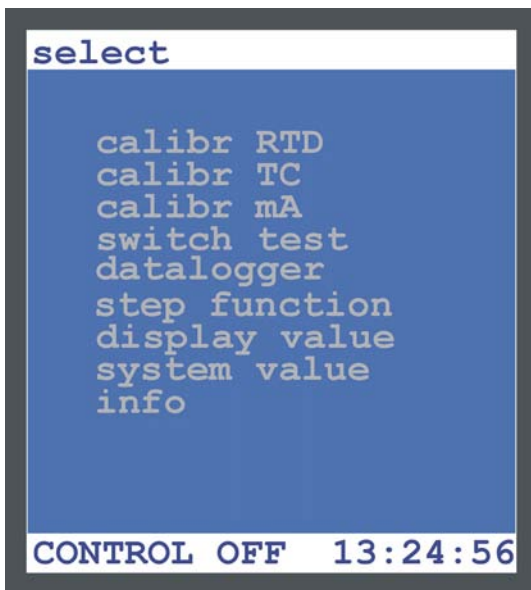 select
calibr RTD
calibr TC
calibr mA
switch test
datalogger
step function
display value
system value
info
CONTROL OFF 13:24:56